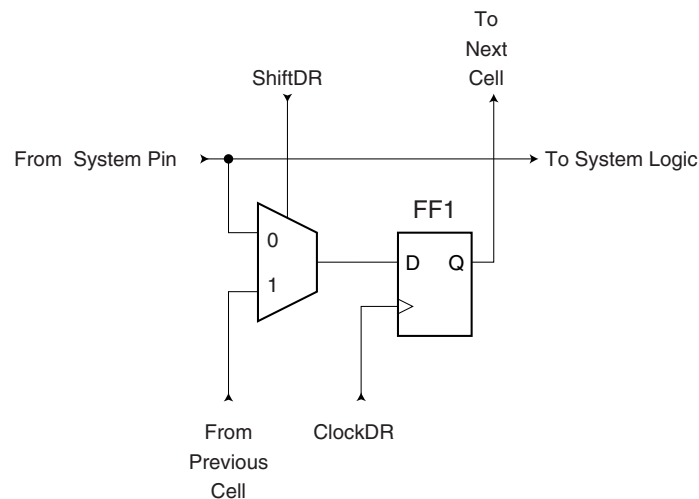 To
Next
Cell
ShiftDR
From System Pin
To System Logic
FF1
0
D Q
1
From
Previous
Cell
ClockDR